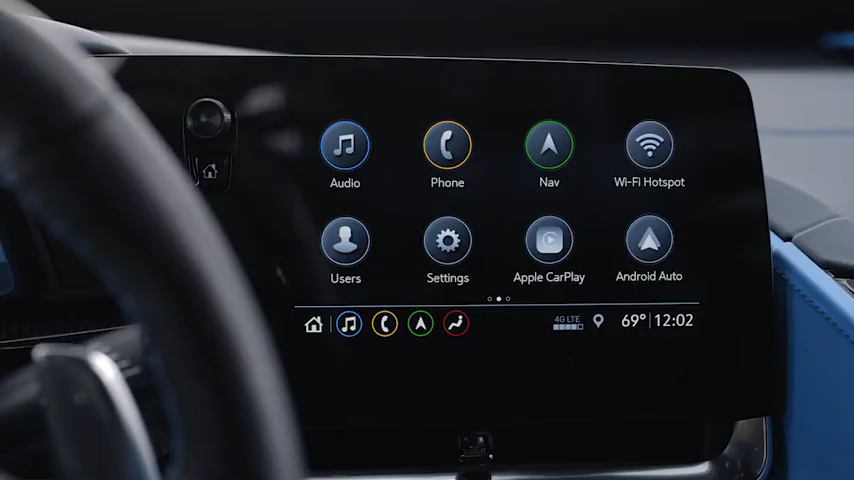 Audio
Phone
Nav
Wi-Fi Hotspot
Users
Settings
Apple CarPlay
Android Auto
4G LTE
69° 12:02